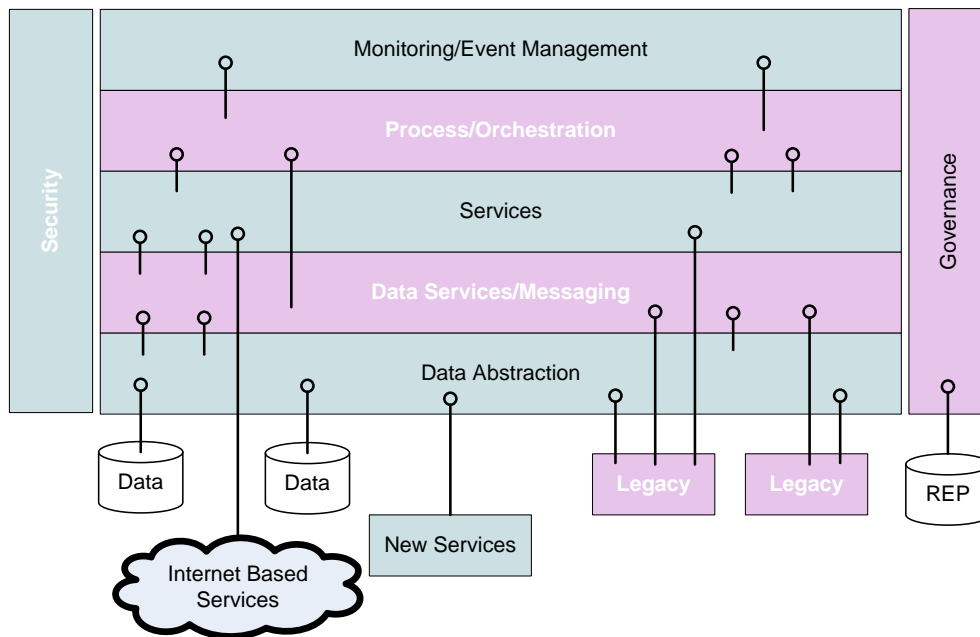 Monitoring/Event Management
Process/Orchestration
Security
Services
Governance
Data Services/Messaging
Data Abstraction
Data
Data
Legacy
Legacy
REP
New Services
Internet Based
Services